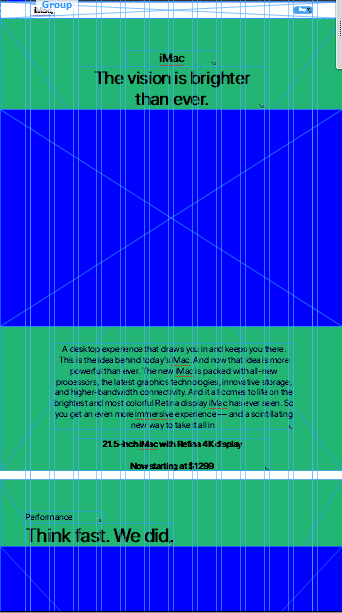 Group
Buy
iMac
The vision is brighter
than ever.
A desktop experience that draws you in and keeps you there.
This is the idea behind today's iMac. And now that idea is more
powerful than ever. The new iMac is packed with all-new
processors, the latest graphics technologies, innovative storage,
and higher-bandwidth connectivity. And it all comes to life on the
brightest and most colorful Retina display iMac has ever seen. So
you get an even more immersive experience — and a scintillating
new way to take it all in.
21.5-inch iMac with Retina 4K display
Now starting at $1299
Performance
Think fast. We did.